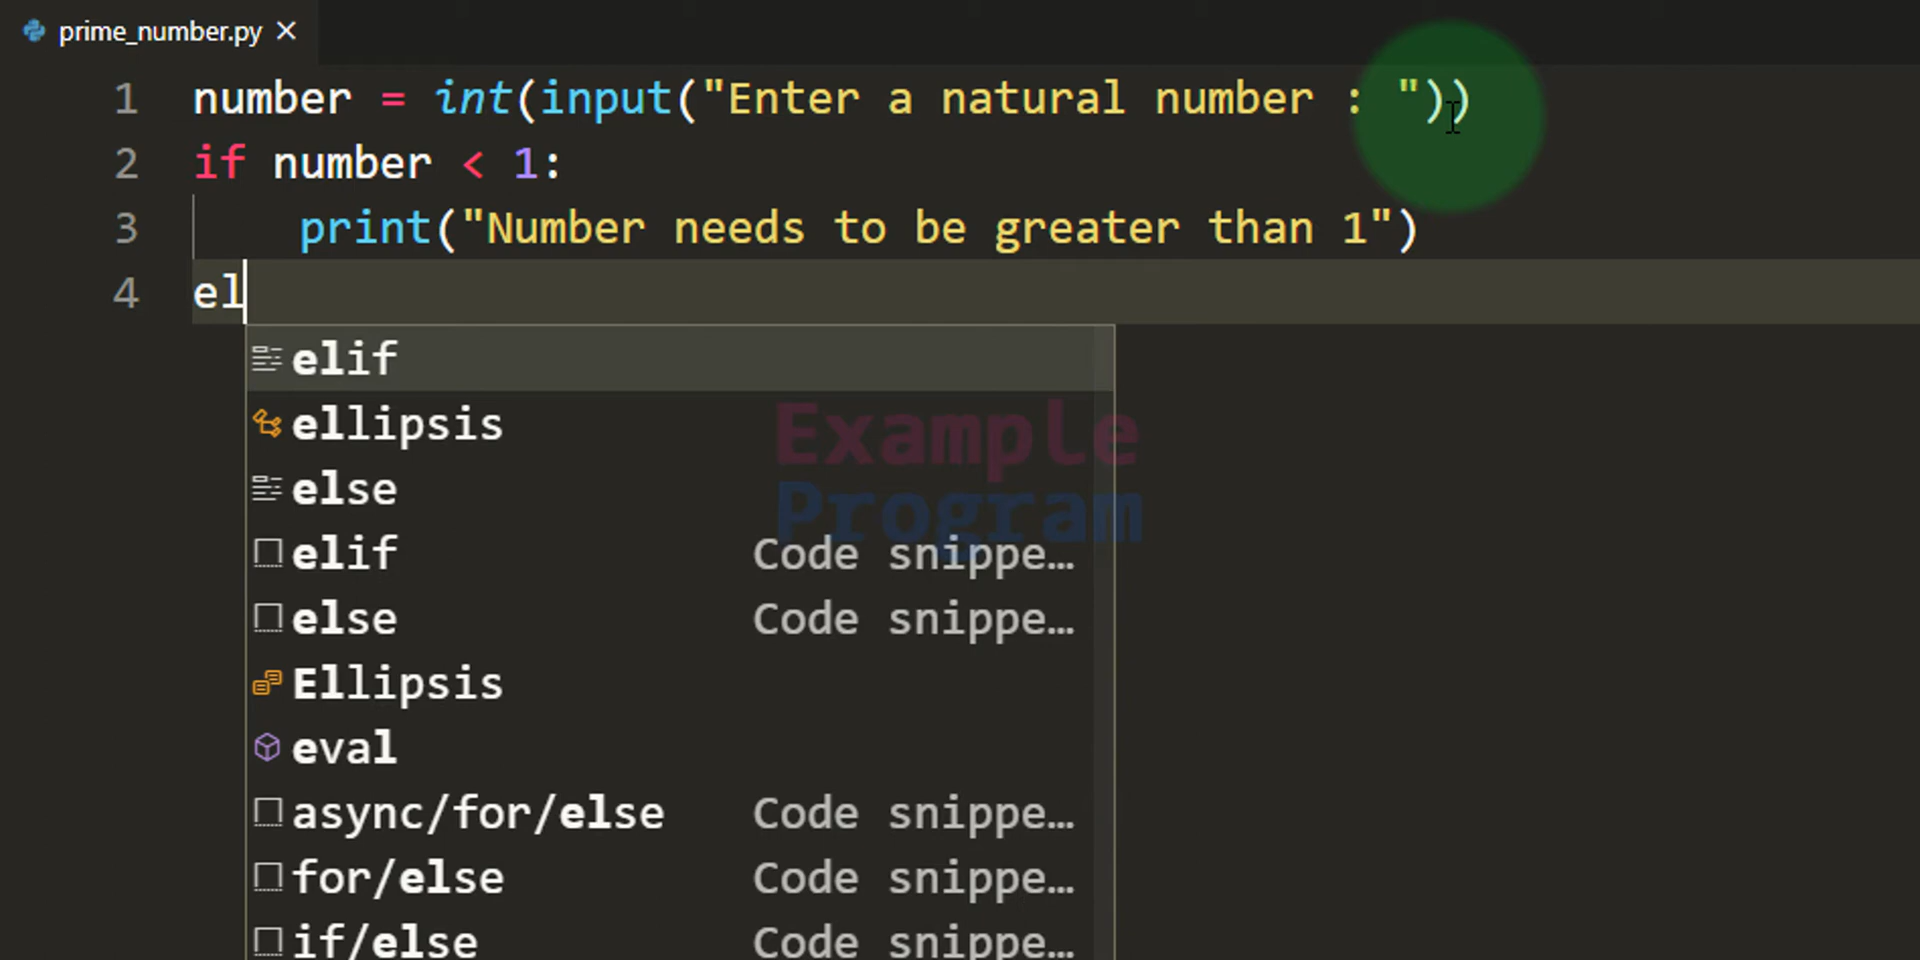 prime_number.py
1 number = int(input("Enter a natural number : "))
2 if number < 1:
3     print("Number needs to be greater than 1")
4 el
elif
ellipsis
else
elif Code snippe…
else Code snippe…
Ellipsis
eval
async/for/else Code snippe…
for/else Code snippe…
if/else Code snippe…
Example
Program